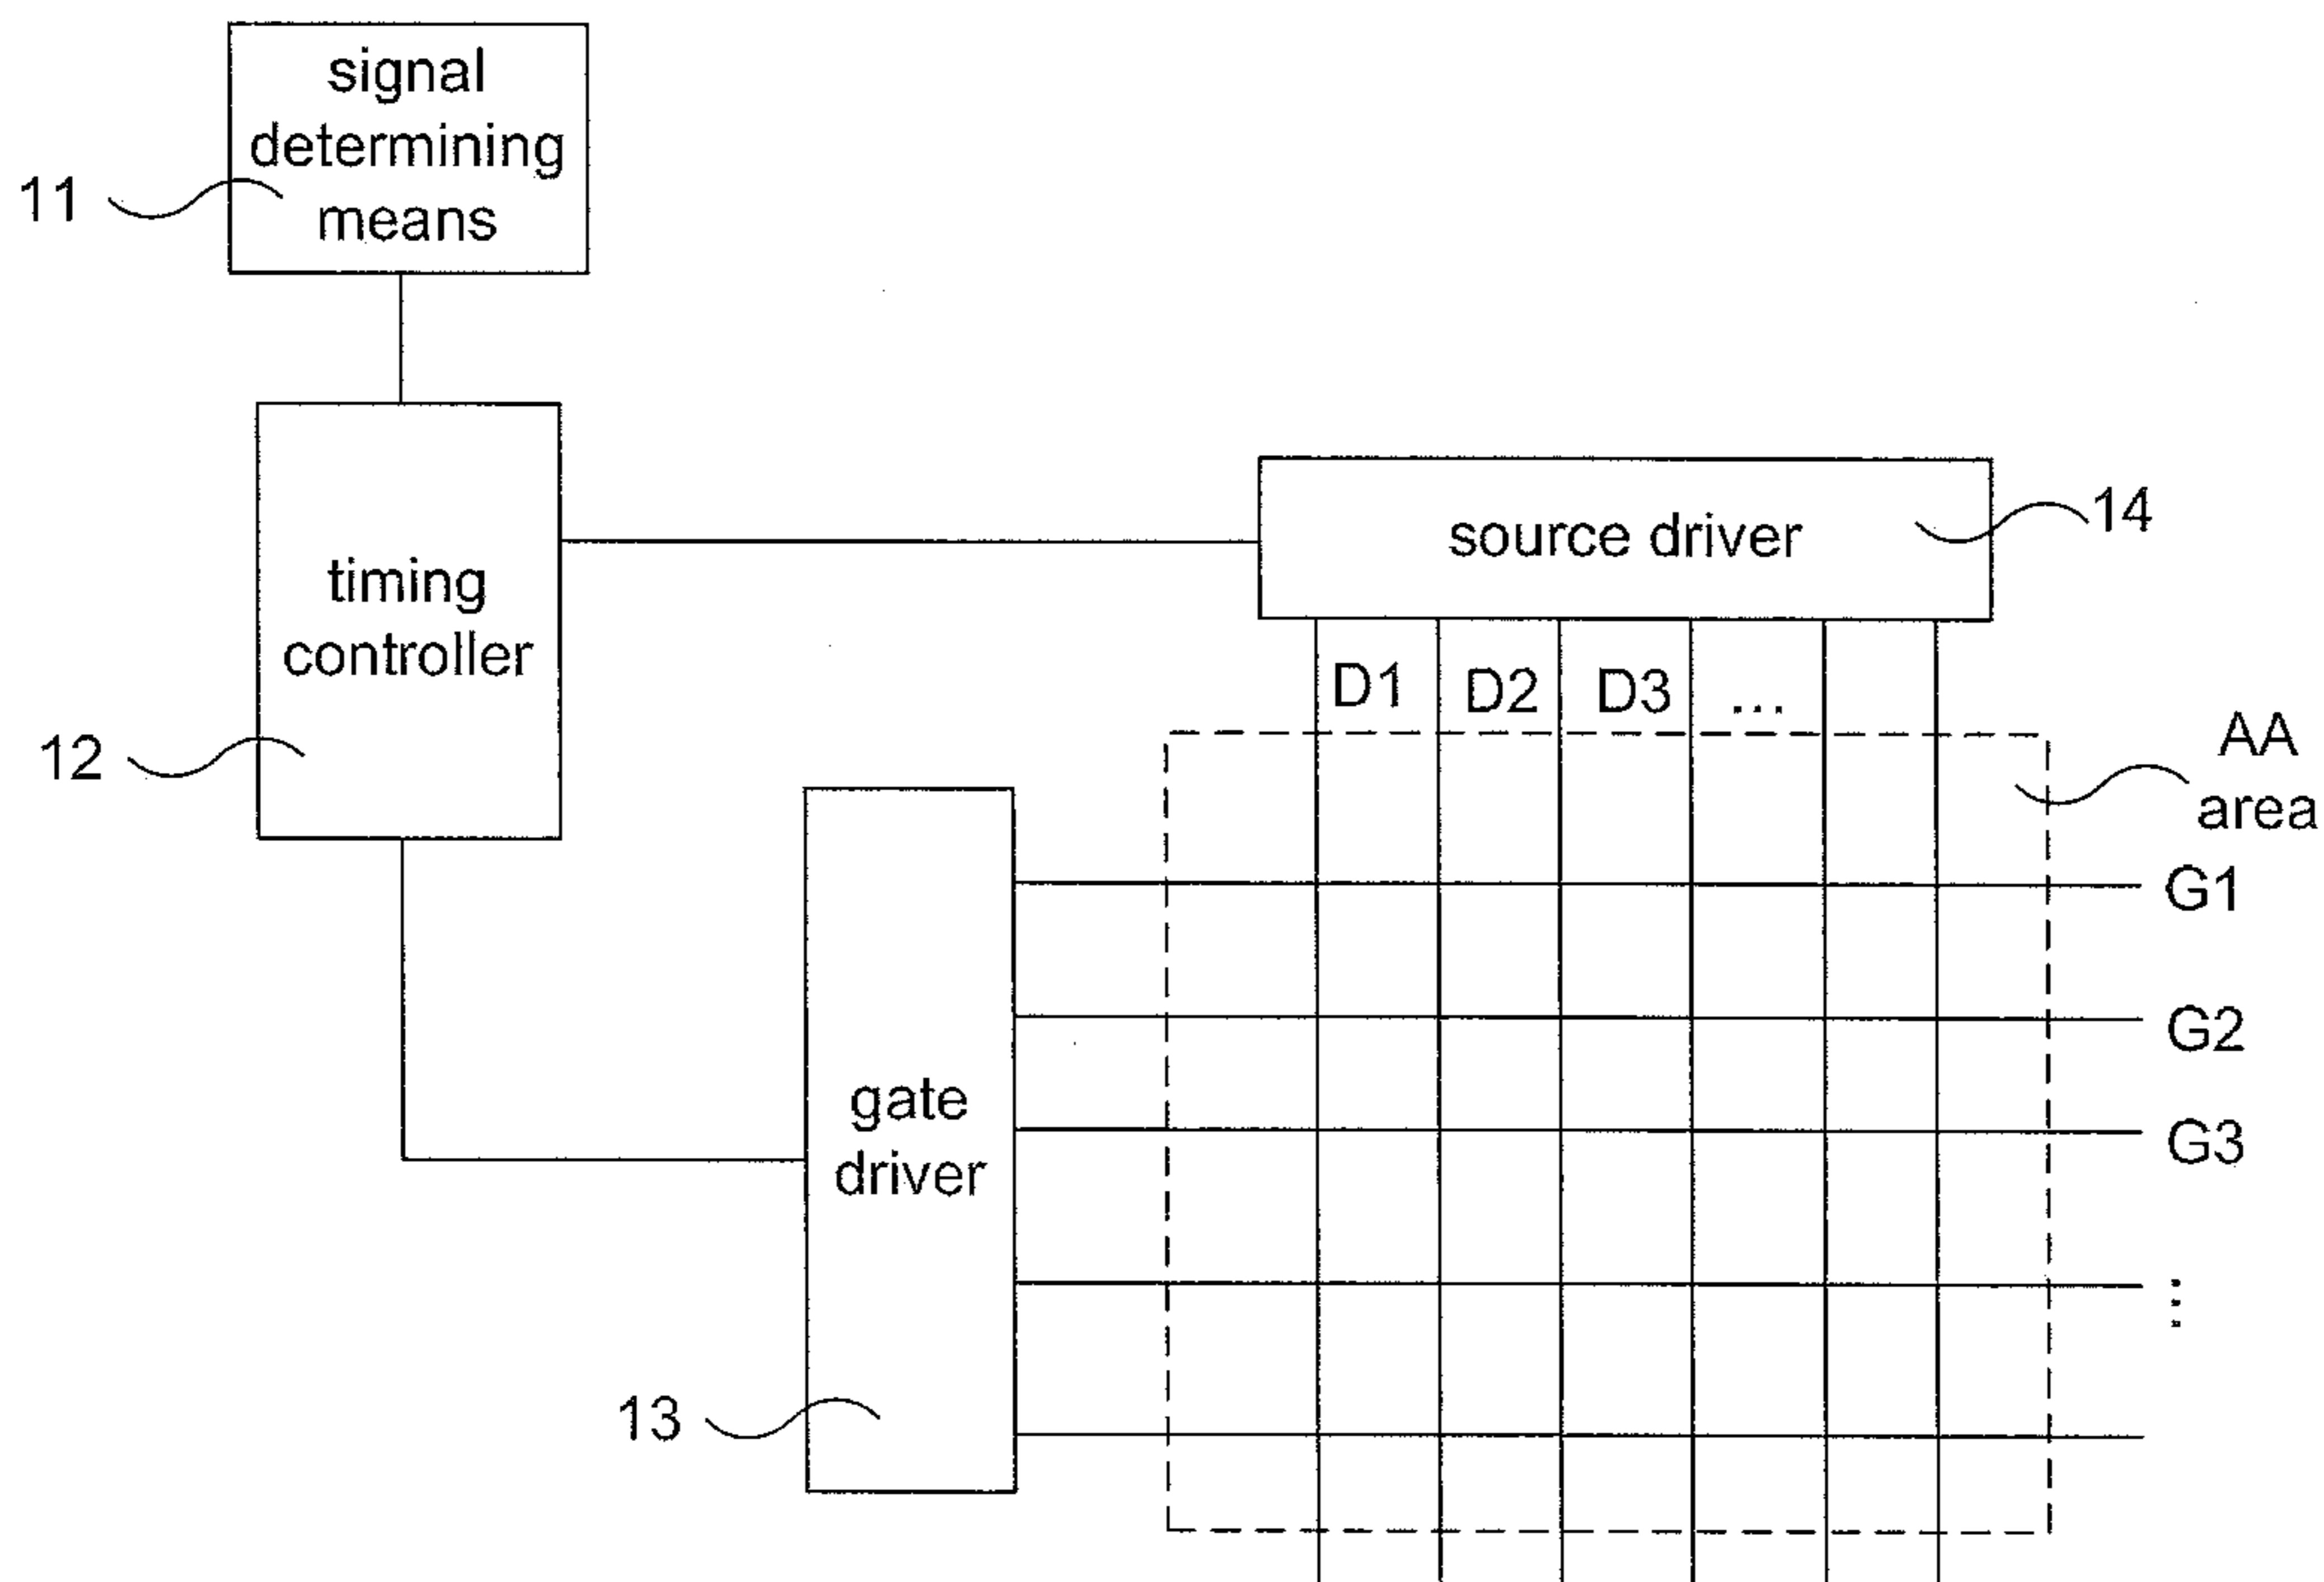 signal
determining
means
11
timing
controller
12
source driver
14
D1 D2 D3 ...
AA
area
G1
G2
G3
...
gate
driver
13